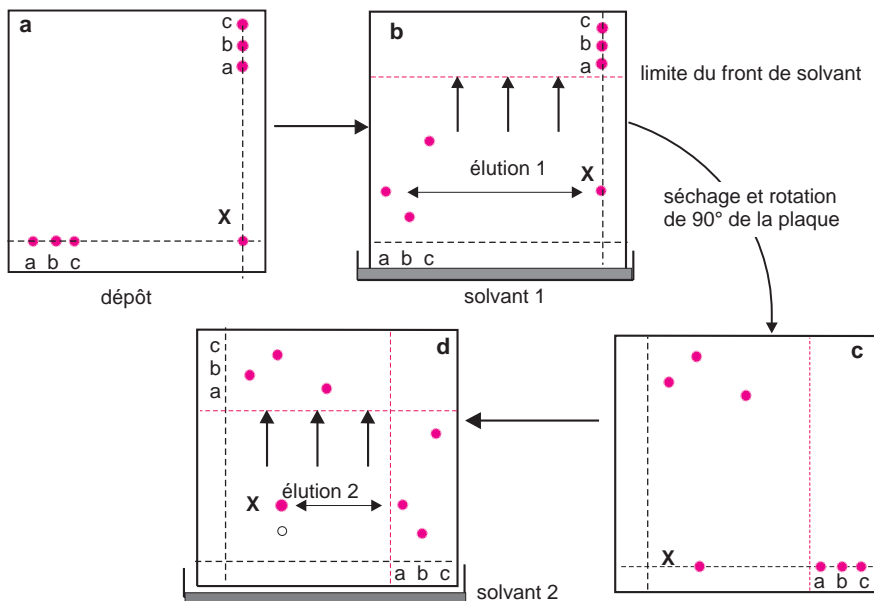 a
c
b
a
X
a b c
dépôt
b
c
b
a
limite du front de solvant
élution 1
X
a b c
solvant 1
séchage et rotation
de 90° de la plaque
c
X
a b c
d
c
b
a
élution 2
X
a b c
solvant 2